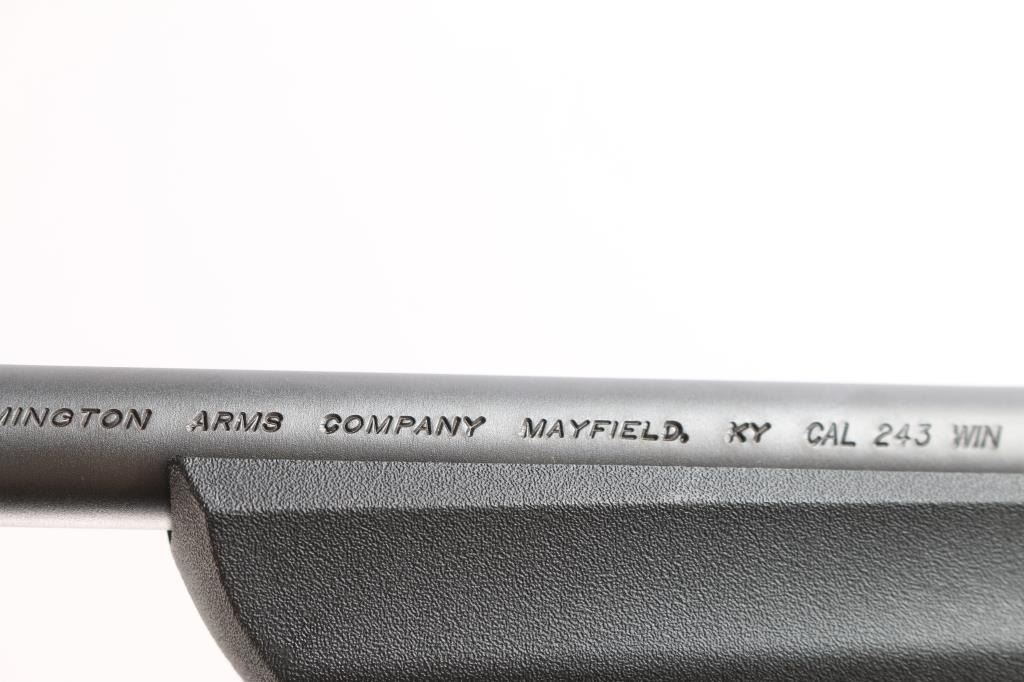 MINGTON ARMS COMPANY MAYFIELD, KY CAL 243 WIN